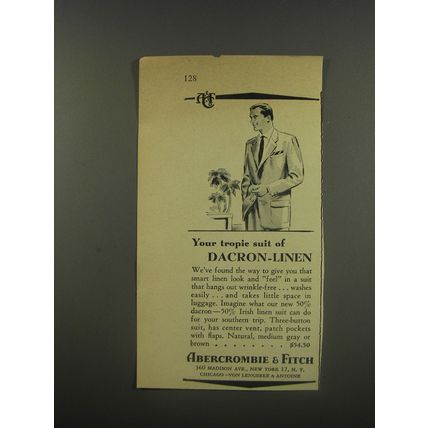 128
A&F
Your tropic suit of
DACRON-LINEN
We've found the way to give you that
smart linen look and "feel" in a suit
that hangs out wrinkle-free . . . washes
easily . . . and takes little space in
luggage. Imagine what our new 50%
dacron—50% Irish linen suit can do
for your southern trip. Three-button
suit, has center vent, patch pockets
with flaps. Natural, medium gray or
brown . . . . . . . . $54.50
ABERCROMBIE & FITCH
360 MADISON AVE., NEW YORK 17, N. Y.
CHICAGO—VON LENGERKE & ANTOINE